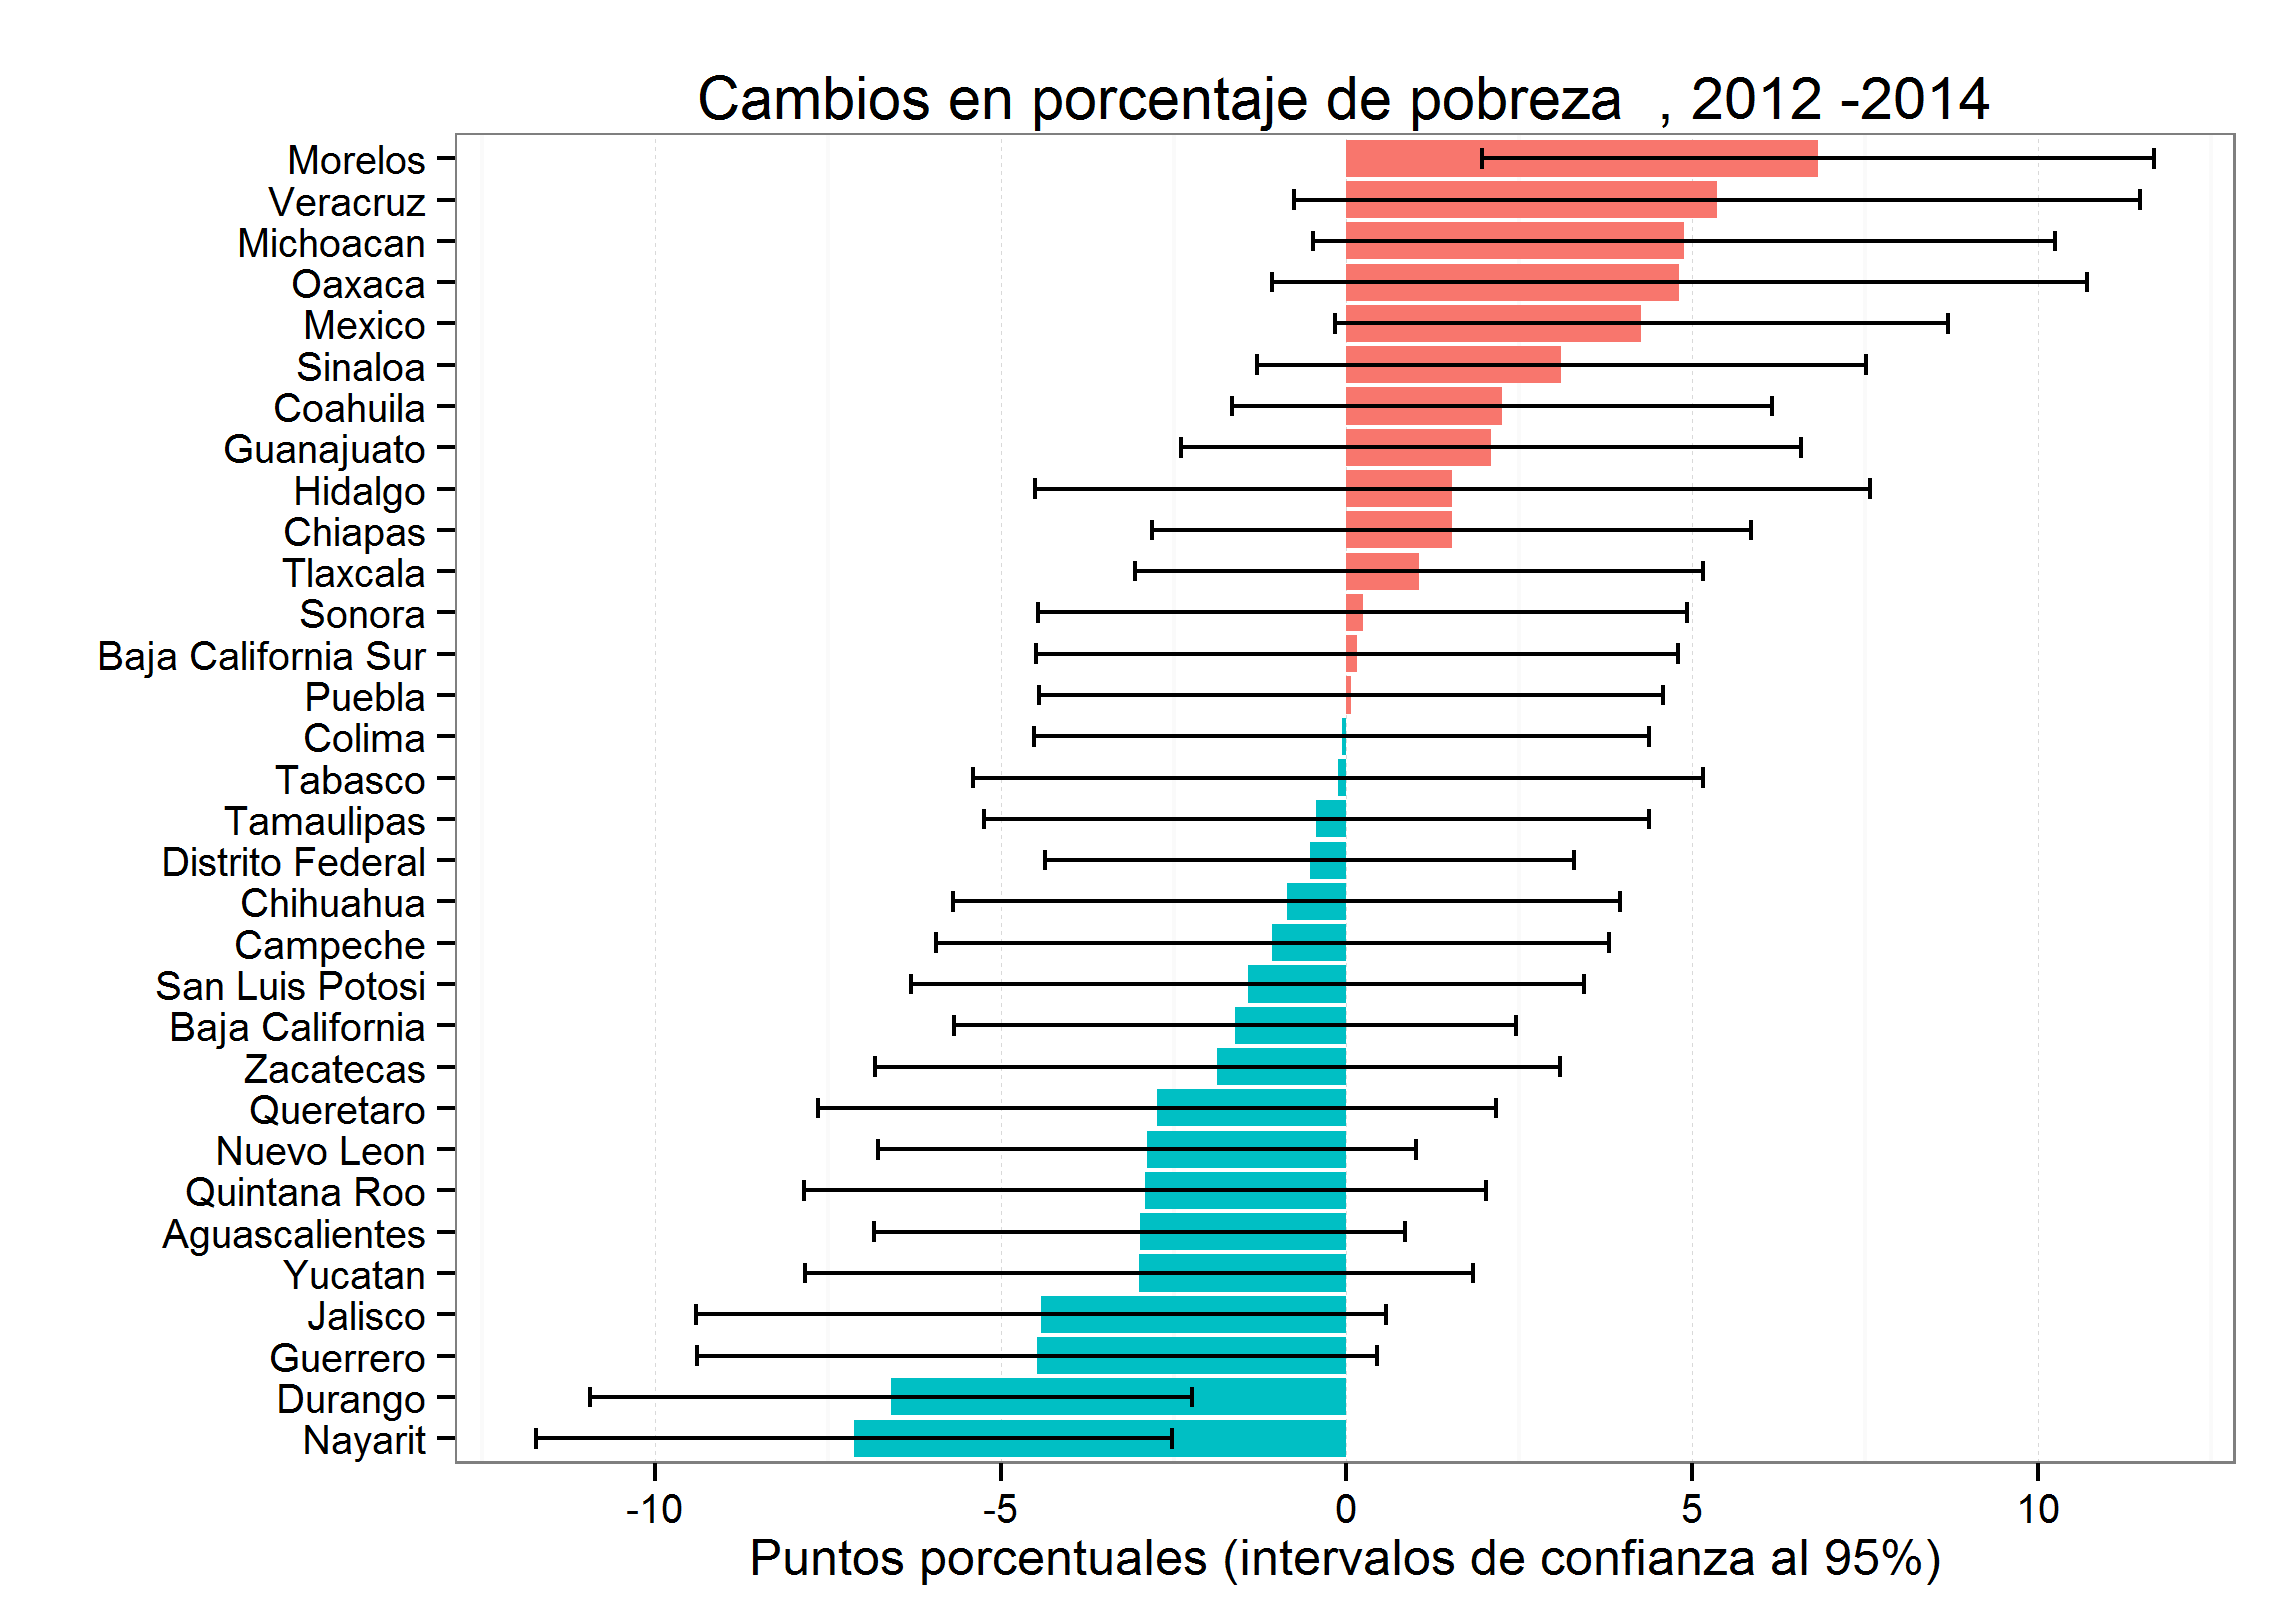 Cambios en porcentaje de pobreza  , 2012 -2014
Morelos
Veracruz
Michoacan
Oaxaca
Mexico
Sinaloa
Coahuila
Guanajuato
Hidalgo
Chiapas
Tlaxcala
Sonora
Baja California Sur
Puebla
Colima
Tabasco
Tamaulipas
Distrito Federal
Chihuahua
Campeche
San Luis Potosi
Baja California
Zacatecas
Queretaro
Nuevo Leon
Quintana Roo
Aguascalientes
Yucatan
Jalisco
Guerrero
Durango
Nayarit
-10 -5 0 5 10
Puntos porcentuales (intervalos de confianza al 95%)